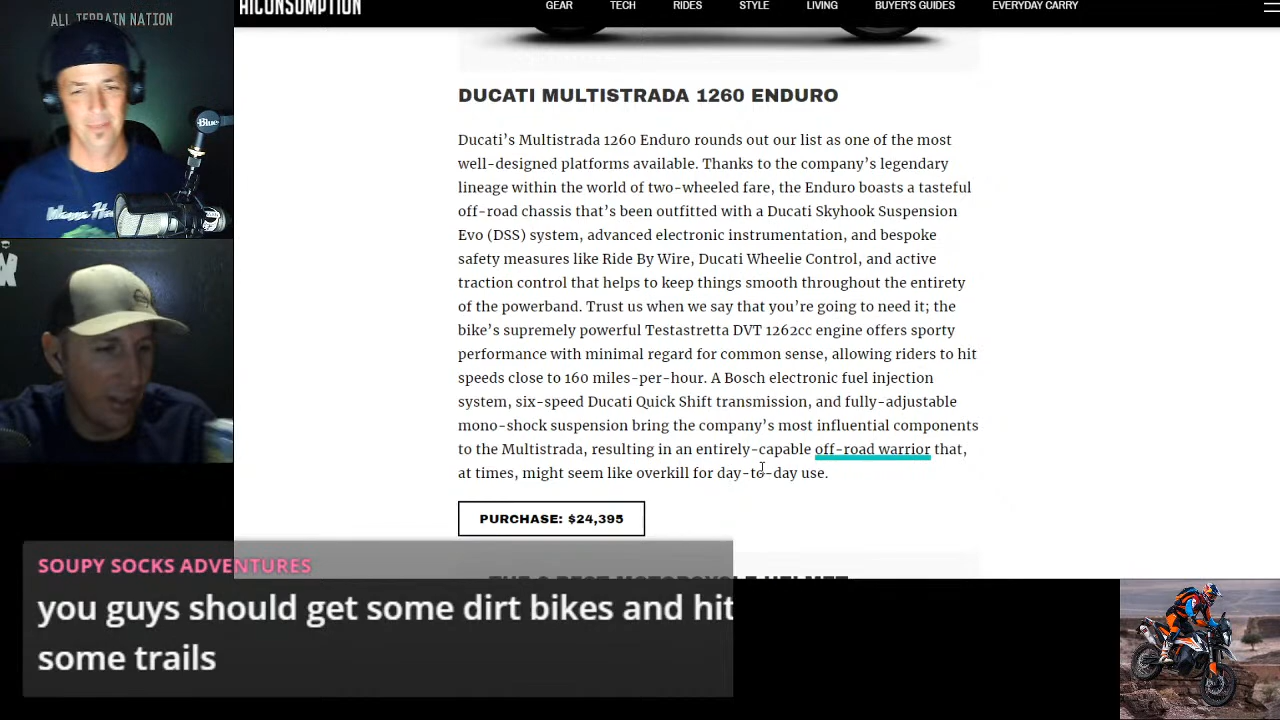 ALL TERRAIN NATION
HICONSUMPTION
GEAR
TECH
RIDES
STYLE
LIVING
BUYER'S GUIDES
EVERYDAY CARRY
DUCATI MULTISTRADA 1260 ENDURO
Ducati’s Multistrada 1260 Enduro rounds out our list as one of the most
well-designed platforms available. Thanks to the company’s legendary
lineage within the world of two-wheeled fare, the Enduro boasts a tasteful
off-road chassis that’s been outfitted with a Ducati Skyhook Suspension
Evo (DSS) system, advanced electronic instrumentation, and bespoke
safety measures like Ride By Wire, Ducati Wheelie Control, and active
traction control that helps to keep things smooth throughout the entirety
of the powerband. Trust us when we say that you’re going to need it; the
bike’s supremely powerful Testastretta DVT 1262cc engine offers sporty
performance with minimal regard for common sense, allowing riders to hit
speeds close to 160 miles-per-hour. A Bosch electronic fuel injection
system, six-speed Ducati Quick Shift transmission, and fully-adjustable
mono-shock suspension bring the company’s most influential components
to the Multistrada, resulting in an entirely-capable off-road warrior that,
at times, might seem like overkill for day-to-day use.
PURCHASE: $24,395
THE 8 BEST MOTORCYCLE HELMET
Blue
SOUPY SOCKS ADVENTURES
you guys should get some dirt bikes and hit
some trails